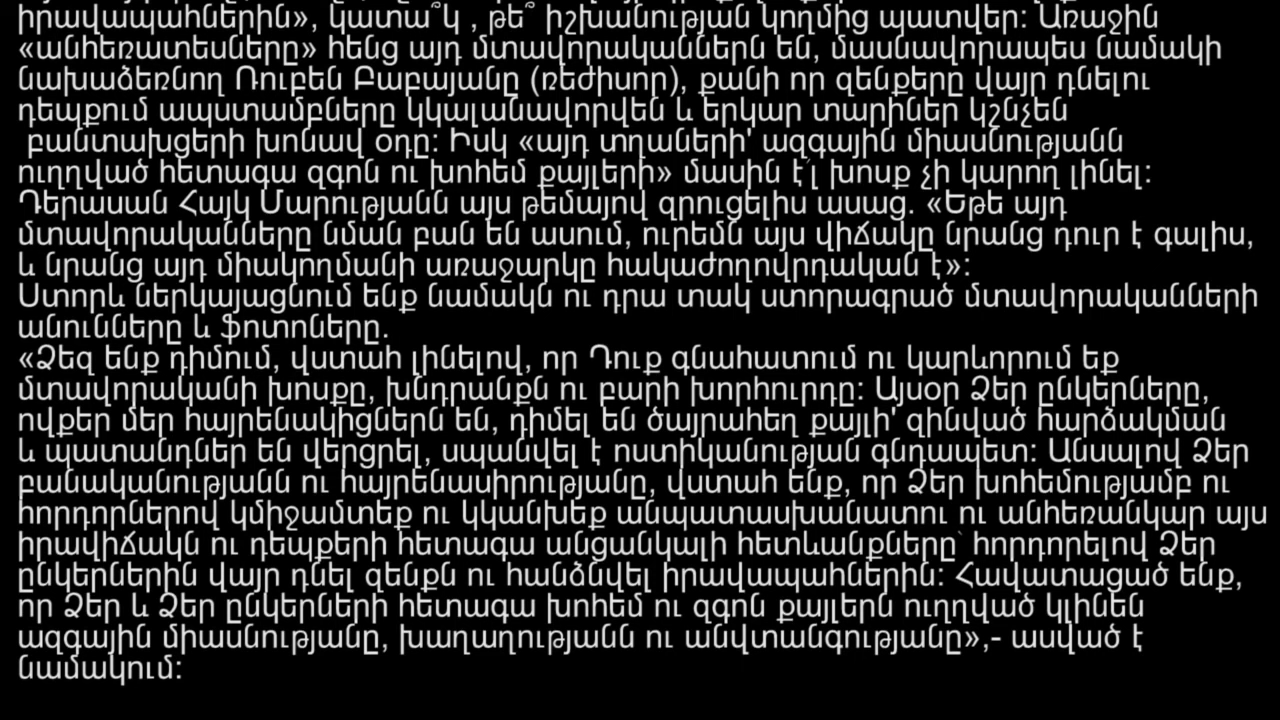 իրավապահներին», կատա՞կ , թե՞ իշխանության կողմից պատվեր: Առաջին
«անհեռատեսները» հենց այդ մտավորականներն են, մասնավորապես նամակի
նախաձեռնող Ռուբեն Բաբայանը (ռեժիսոր), քանի որ զենքերը վայր դնելու
դեպքում ապստամբները կկալանավորվեն և երկար տարիներ կշնչեն
բանտախցերի խոնավ օդը: Իսկ «այդ տղաների' ազգային միասնությանն
ուղղված հետագա զգոն ու խոհեմ քայլերի» մասին է՛լ խոսք չի կարող լինել:
Դերասան Հայկ Մարությանն այս թեմայով զրուցելիս ասաց. «Եթե այդ
մտավորականները նման բան են ասում, ուրեմն այս վիճակը նրանց դուր է գալիս,
և նրանց այդ միակողմանի առաջարկը հակաժողովրդական է»:
Ստորև ներկայացնում ենք նամակն ու դրա տակ ստորագրած մտավորականների
անունները և ֆոտոները.
«Ձեզ ենք դիմում, վստահ լինելով, որ Դուք գնահատում ու կարևորում եք
մտավորականի խոսքը, խնդրանքն ու բարի խորհուրդը: Այսօր Ձեր ընկերները,
ովքեր մեր հայրենակիցներն են, դիմել են ծայրահեղ քայլի' զինված հարձակման
և պատանդներ են վերցրել, սպանվել է ոստիկանության գնդապետ: Անսալով Ձեր
բանականությանն ու հայրենասիրությանը, վստահ ենք, որ Ձեր խոհեմությամբ ու
հորդորներով կմիջամտեք ու կկանխեք անպատասխանատու ու անհեռանկար այս
իրավիճակն ու դեպքերի հետագա անցանկալի հետևանքները՝ հորդորելով Ձեր
ընկերներին վայր դնել զենքն ու հանձնվել իրավապահներին: Հավատացած ենք,
որ Ձեր և Ձեր ընկերների հետագա խոհեմ ու զգոն քայլերն ուղղված կլինեն
ազգային միասնությանը, խաղաղությանն ու անվտանգությանը»,- ասված է
նամակում: